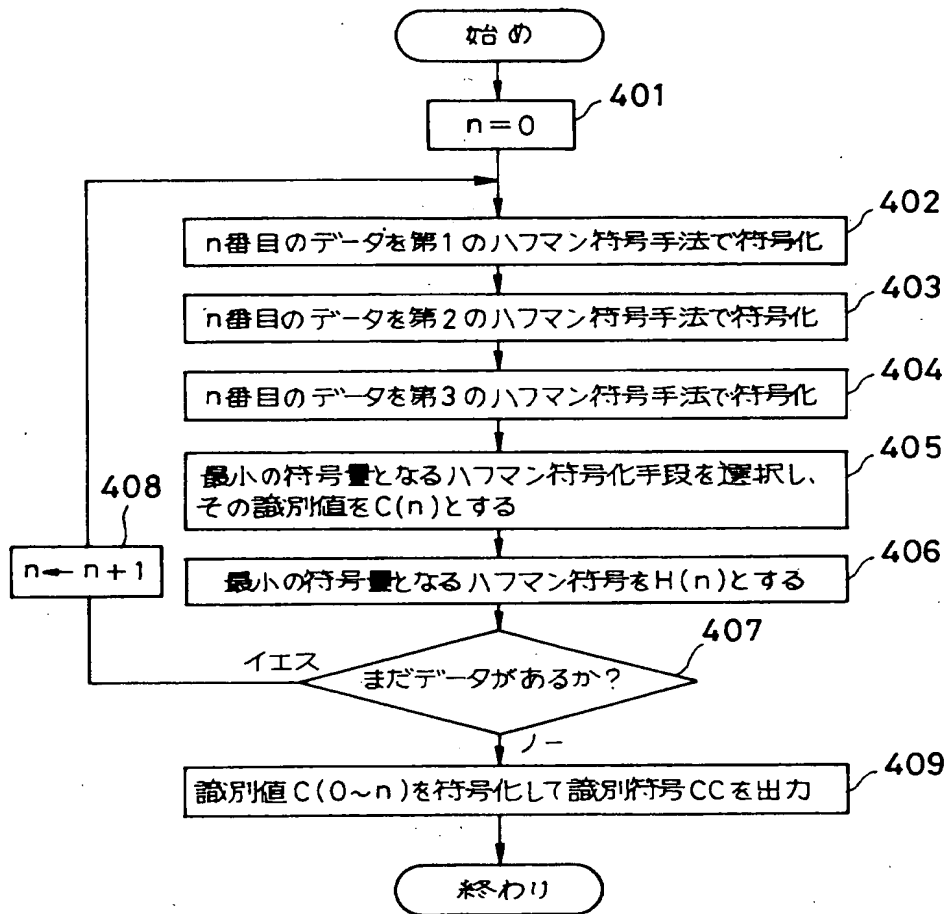 始め
401
n=0
402
n番目のデータを第1のハフマン符号手法で符号化
403
n番目のデータを第2のハフマン符号手法で符号化
404
n番目のデータを第3のハフマン符号手法で符号化
405
最小の符号量となるハフマン符号化手段を選択し、
その識別値をC(n)とする
408
n←n+1
406
最小の符号量となるハフマン符号をH(n)とする
407
イエス
まだデータがあるか?
ノー
409
識別値C(0~n)を符号化して識別符号CCを出力
終わり